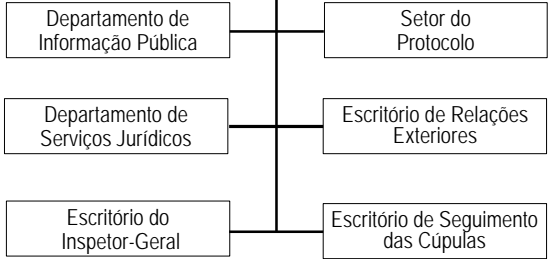 Departamento de
Informação Pública
Setor do
Protocolo
Departamento de
Serviços Jurídicos
Escritório de Relações
Exteriores
Escritório do
Inspetor-Geral
Escritório de Seguimento
das Cúpulas